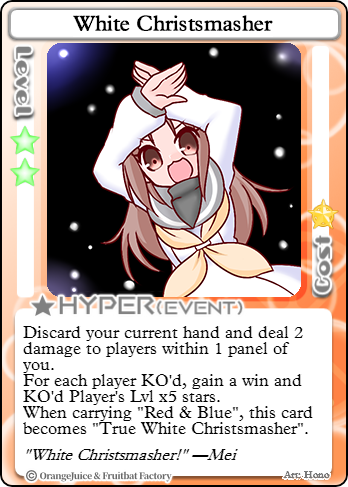 White Christsmasher
Level
Cost
HYPER(EVENT)
Discard your current hand and deal 2
damage to players within 1 panel of
you.
For each player KO'd, gain a win and
KO'd Player's Lvl x5 stars.
When carrying "Red & Blue", this card
becomes "True White Christsmasher".
"White Christsmasher!" —Mei
© OrangeJuice & Fruitbat Factory
Art: Hono